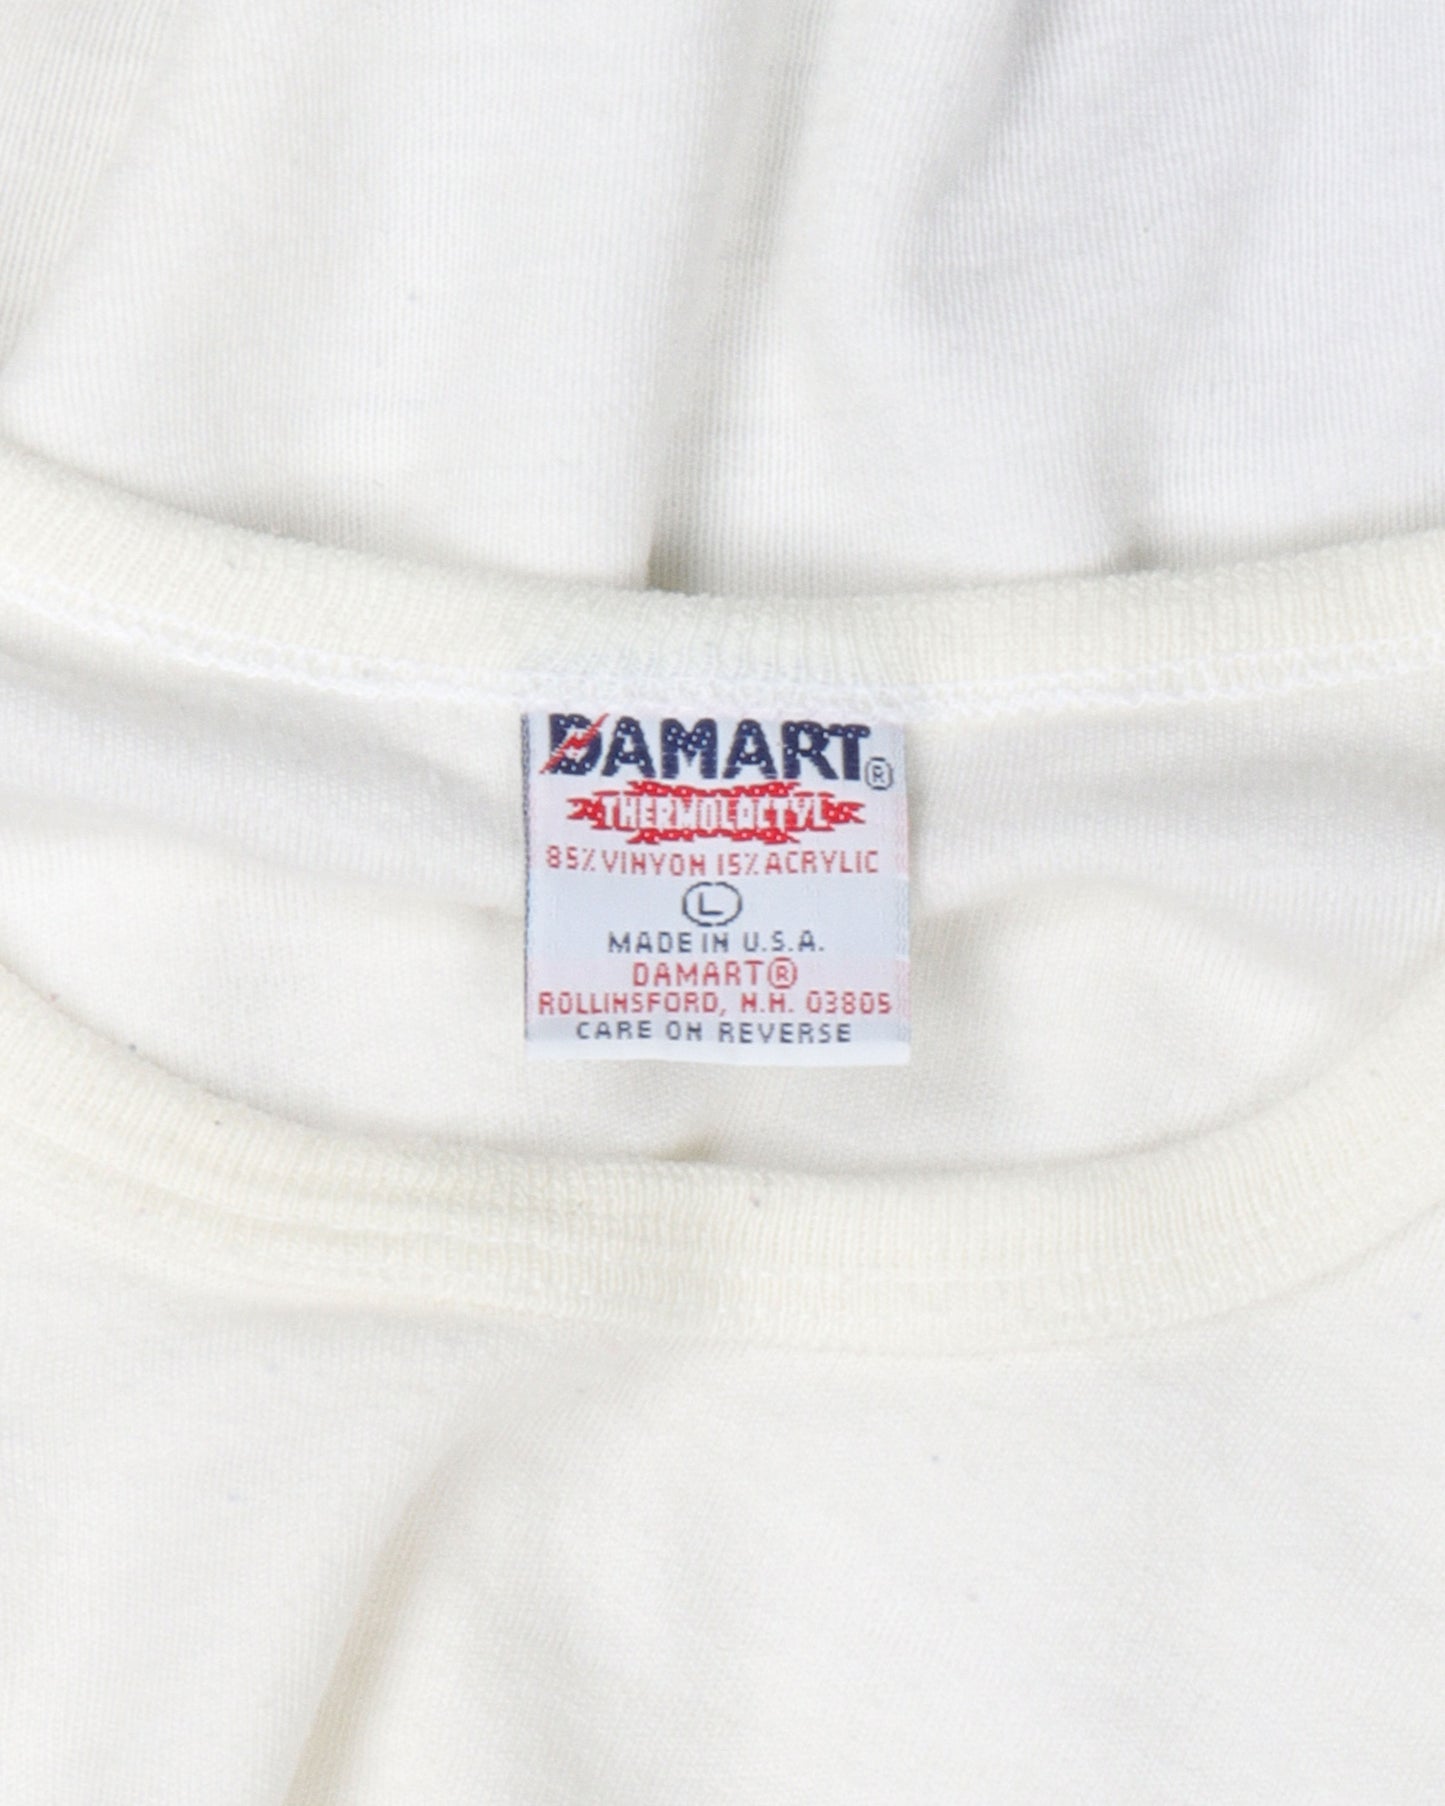 DAMART®
THERMOLACTYL
85% VINYON 15% ACRYLIC
L
MADE IN U.S.A.
DAMART®
ROLLINSFORD, N.H. 03805
CARE ON REVERSE